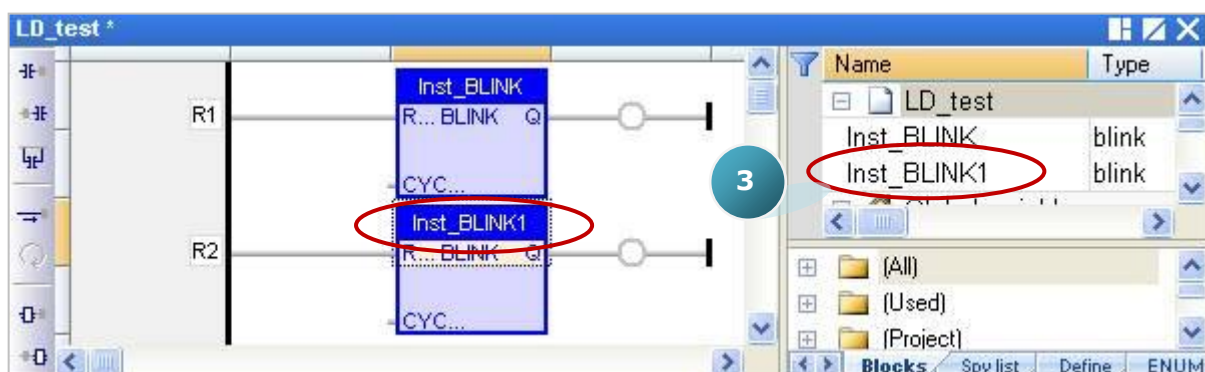 LD_test *
R1
Inst_BLINK
R... BLINK Q
CYC...
R2
Inst_BLINK1
R... BLINK Q
CYC...
3
Name Type
LD_test
Inst_BLINK blink
Inst_BLINK1 blink
(All)
(Used)
(Project)
Blocks Spy list Define ENUM